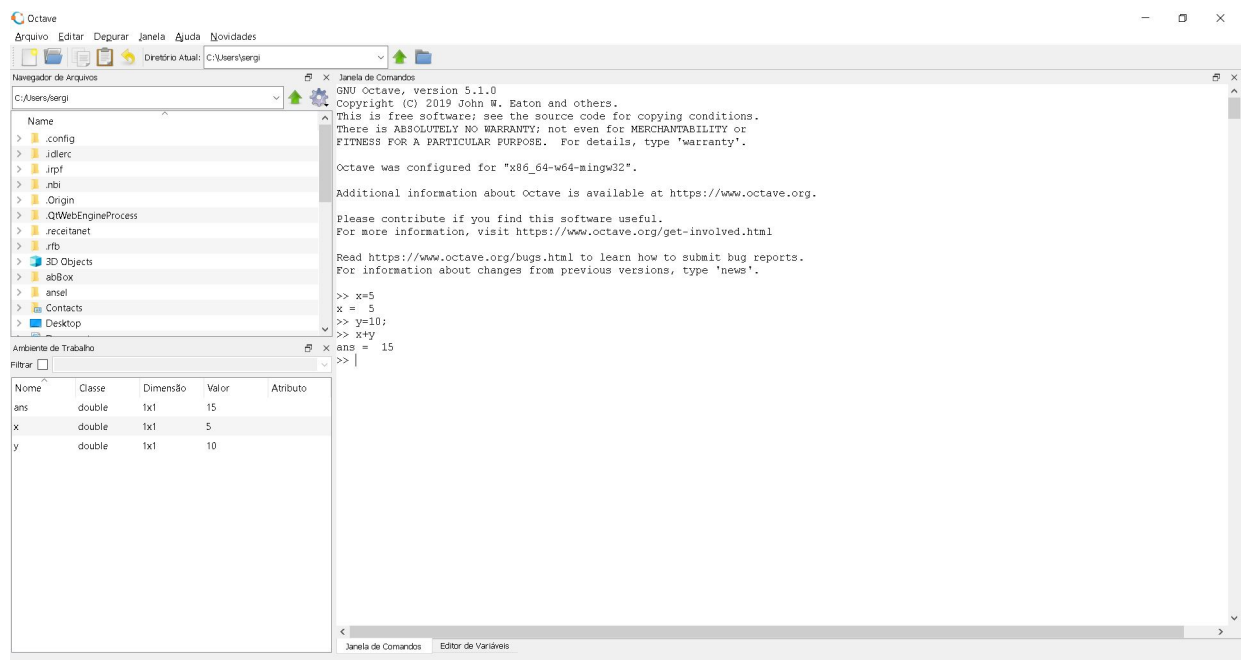 Octave
Arquivo Editar Depurar Janela Ajuda Novidades
Diretório Atual: C:\Users\sergi
Navegador de Arquivos
C:/Users/sergi
Name
.config
.idlerc
.irpf
.nbi
.Origin
.QtWebEngineProcess
.receitanet
.rfb
3D Objects
abBox
ansel
Contacts
Desktop
Ambiente de Trabalho
Filtrar
Nome Classe Dimensão Valor Atributo
ans double 1x1 15
x double 1x1 5
y double 1x1 10
Janela de Comandos
GNU Octave, version 5.1.0
Copyright (C) 2019 John W. Eaton and others.
This is free software; see the source code for copying conditions.
There is ABSOLUTELY NO WARRANTY; not even for MERCHANTABILITY or
FITNESS FOR A PARTICULAR PURPOSE.  For details, type 'warranty'.
Octave was configured for "x86_64-w64-mingw32".
Additional information about Octave is available at https://www.octave.org.
Please contribute if you find this software useful.
For more information, visit https://www.octave.org/get-involved.html
Read https://www.octave.org/bugs.html to learn how to submit bug reports.
For information about changes from previous versions, type 'news'.
>> x=5
x =  5
>> y=10;
>> x+y
ans =  15
>>
Janela de Comandos Editor de Variáveis